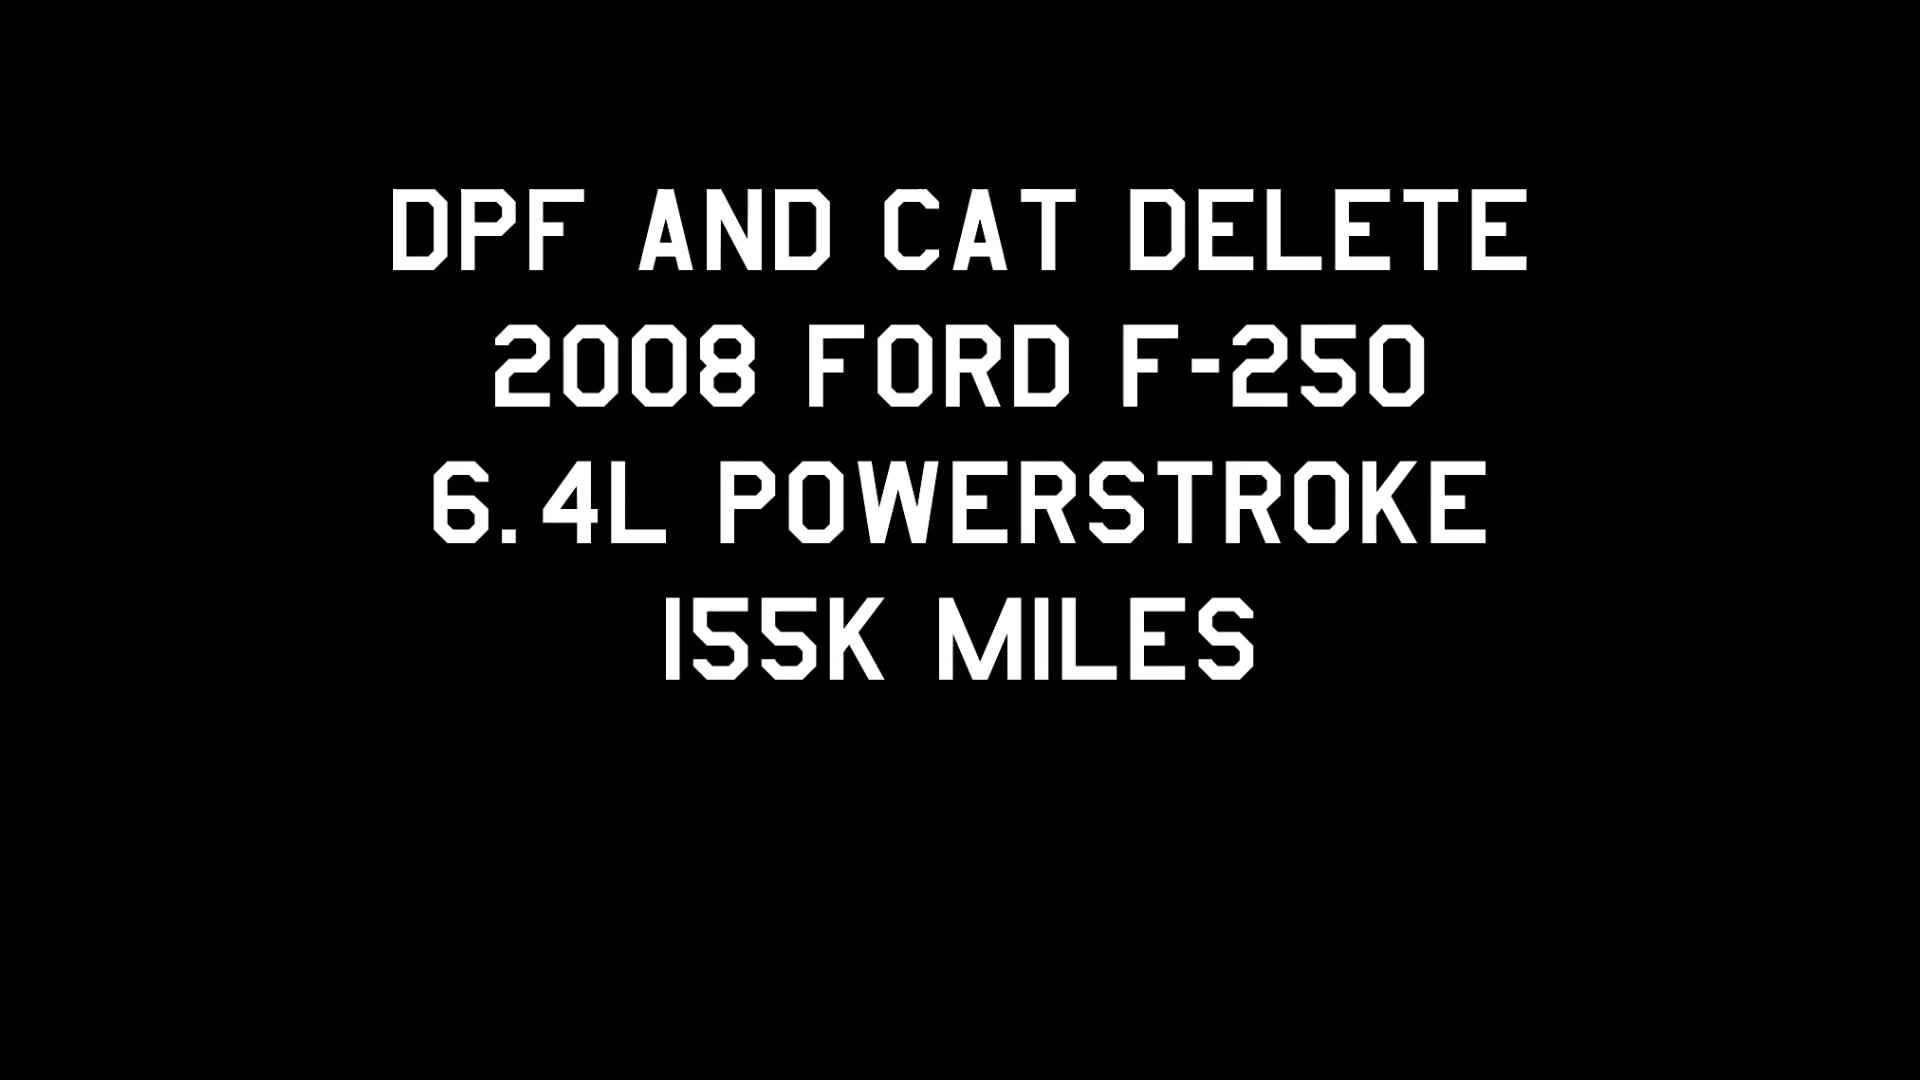 DPF AND CAT DELETE
2008 FORD F-250
6.4L POWERSTROKE
155K MILES